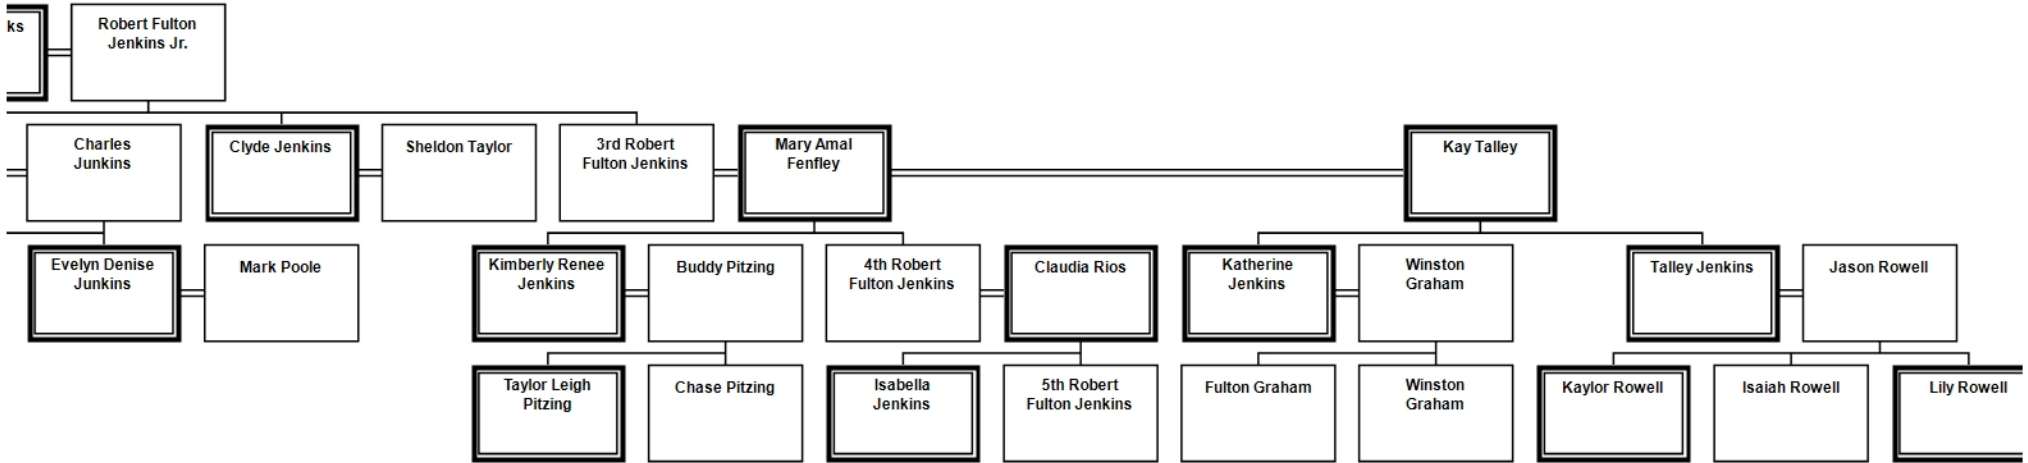 ks
Robert Fulton
Jenkins Jr.
Charles
Junkins
Clyde Jenkins
Sheldon Taylor
3rd Robert
Fulton Jenkins
Mary Amal
Fenfley
Kay Talley
Evelyn Denise
Junkins
Mark Poole
Kimberly Renee
Jenkins
Buddy Pitzing
4th Robert
Fulton Jenkins
Claudia Rios
Katherine
Jenkins
Winston
Graham
Talley Jenkins
Jason Rowell
Taylor Leigh
Pitzing
Chase Pitzing
Isabella
Jenkins
5th Robert
Fulton Jenkins
Fulton Graham
Winston
Graham
Kaylor Rowell
Isaiah Rowell
Lily Rowell